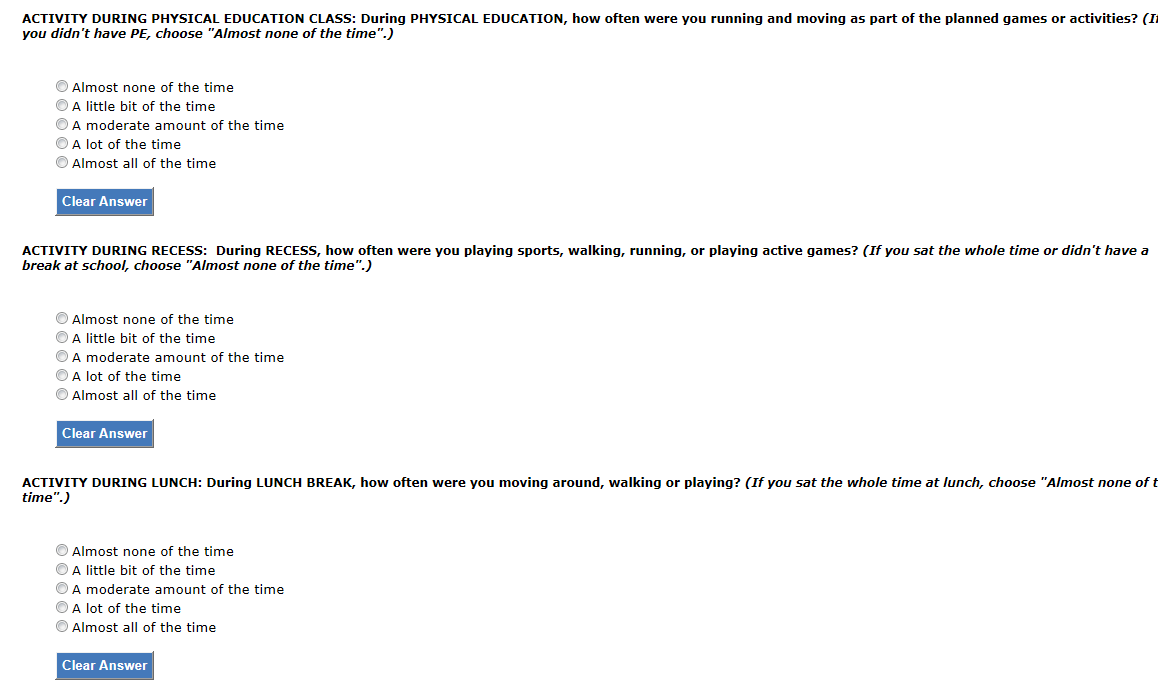 ACTIVITY DURING PHYSICAL EDUCATION CLASS: During PHYSICAL EDUCATION, how often were you running and moving as part of the planned games or activities? (If
you didn't have PE, choose "Almost none of the time".)
Almost none of the time
A little bit of the time
A moderate amount of the time
A lot of the time
Almost all of the time
Clear Answer
ACTIVITY DURING RECESS:  During RECESS, how often were you playing sports, walking, running, or playing active games? (If you sat the whole time or didn't have a
break at school, choose "Almost none of the time".)
Almost none of the time
A little bit of the time
A moderate amount of the time
A lot of the time
Almost all of the time
Clear Answer
ACTIVITY DURING LUNCH: During LUNCH BREAK, how often were you moving around, walking or playing? (If you sat the whole time at lunch, choose "Almost none of t
time".)
Almost none of the time
A little bit of the time
A moderate amount of the time
A lot of the time
Almost all of the time
Clear Answer